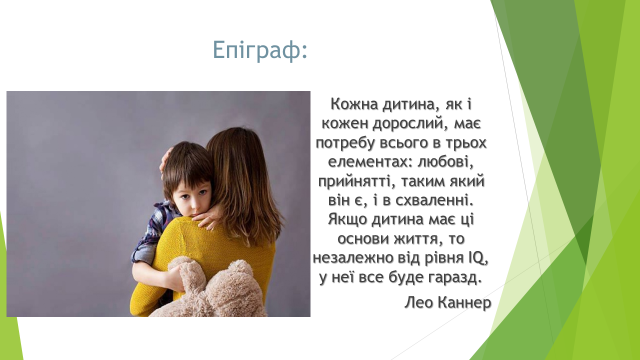 Епіграф:
Кожна дитина, як і
кожен дорослий, має
потребу всього в трьох
елементах: любові,
прийнятті, таким який
він є, і в схваленні.
Якщо дитина має ці
основи життя, то
незалежно від рівня IQ,
у неї все буде гаразд.
Лео Каннер